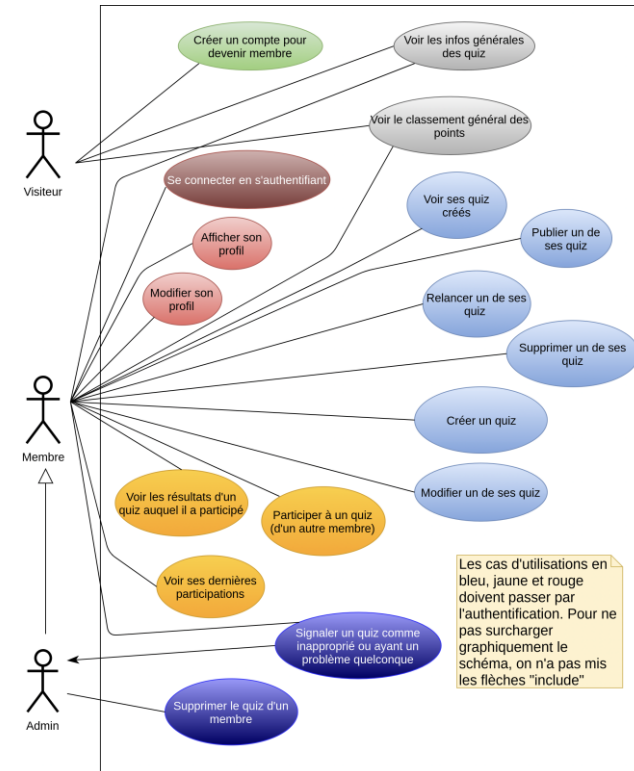 Créer un compte pour
devenir membre
Voir les infos générales
des quiz
Voir le classement général des
points
Visiteur
Se connecter en s'authentifiant
Voir ses quiz
créés
Publier un de
ses quiz
Afficher son
profil
Modifier son
profil
Relancer un de ses
quiz
Supprimer un de ses
quiz
Créer un quiz
Membre
Modifier un de ses quiz
Voir les résultats d'un
quiz auquel il a participé
Participer à un quiz
(d'un autre membre)
Voir ses dernières
participations
Les cas d'utilisations en
bleu, jaune et rouge
doivent passer par
l'authentification. Pour ne
pas surcharger
graphiquement le
schéma, on n'a pas mis
les flèches "include"
Signaler un quiz comme
inapproprié ou ayant un
problème quelconque
Supprimer le quiz d'un
membre
Admin